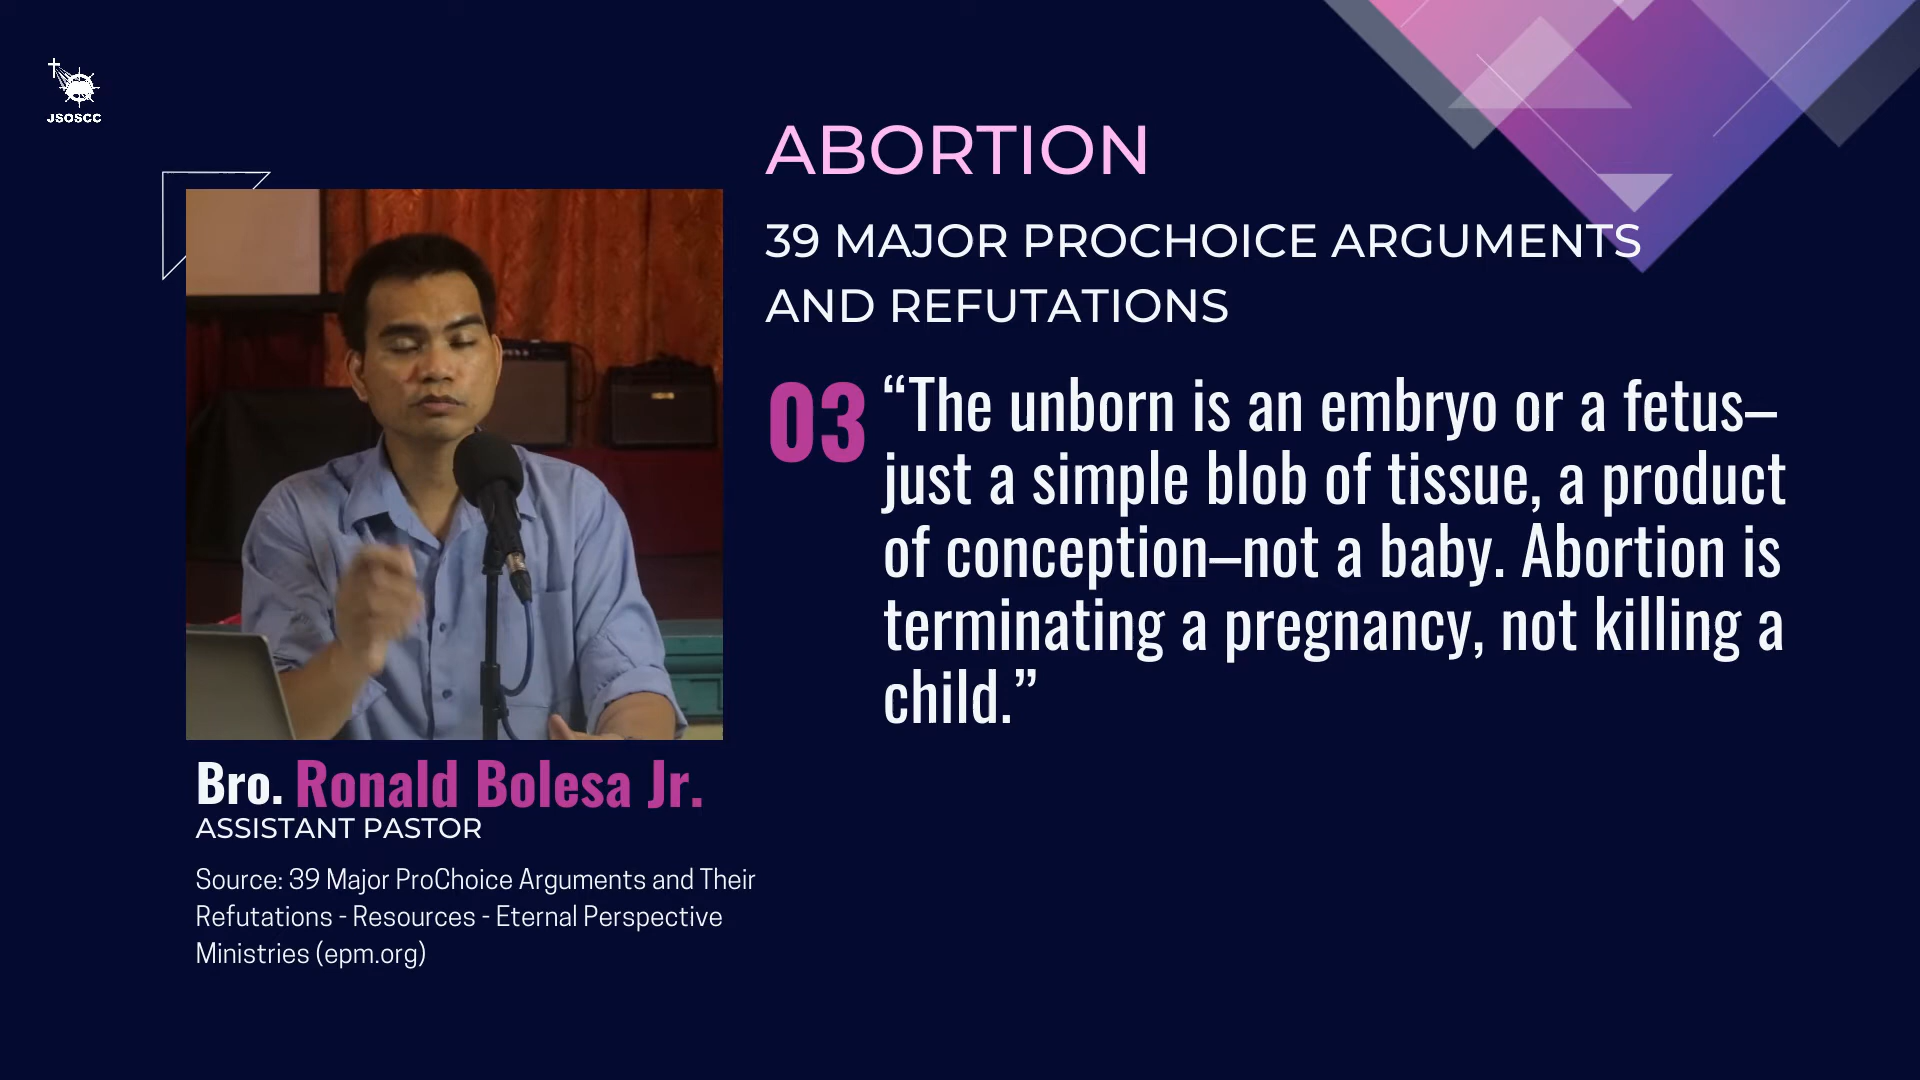 JSOSCC
ABORTION
39 MAJOR PROCHOICE ARGUMENTS
AND REFUTATIONS
03
“The unborn is an embryo or a fetus–
just a simple blob of tissue, a product
of conception–not a baby. Abortion is
terminating a pregnancy, not killing a
child.”
Bro. Ronald Bolesa Jr.
ASSISTANT PASTOR
Source: 39 Major ProChoice Arguments and Their
Refutations - Resources - Eternal Perspective
Ministries (epm.org)